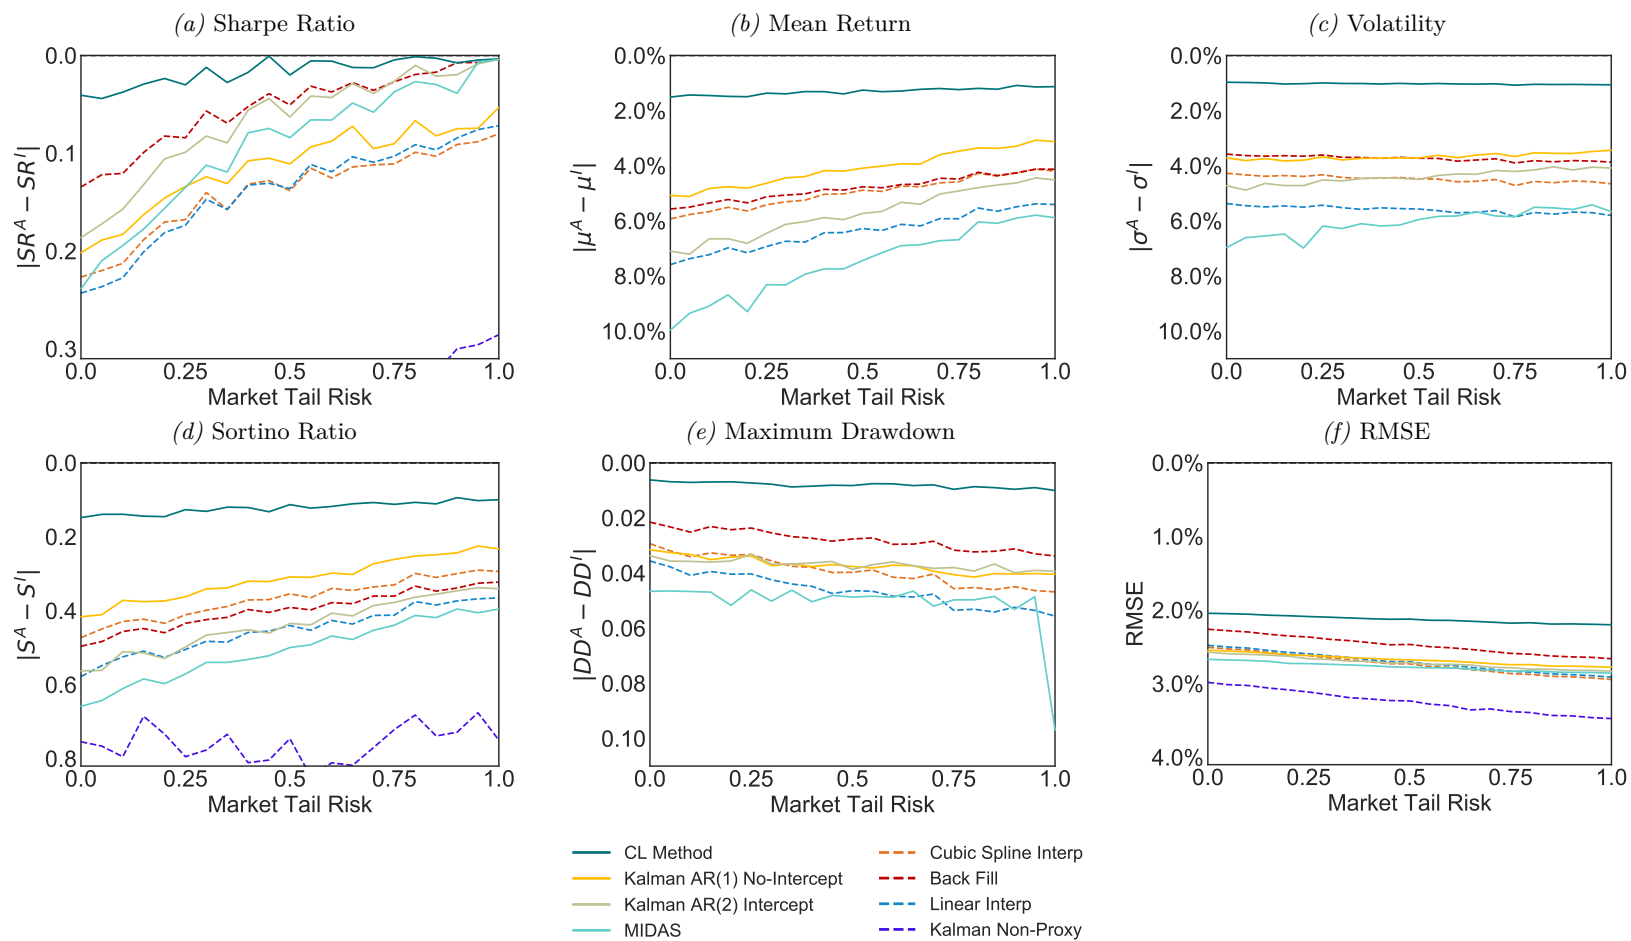 (a) Sharpe Ratio
0.0
0.1
0.2
0.3
|SR^A − SR^I|
0.0 0.25 0.5 0.75 1.0
Market Tail Risk
(b) Mean Return
0.0%
2.0%
4.0%
6.0%
8.0%
10.0%
|μ^A − μ^I|
0.0 0.25 0.5 0.75 1.0
Market Tail Risk
(c) Volatility
0.0%
2.0%
4.0%
6.0%
8.0%
10.0%
|σ^A − σ^I|
0.0 0.25 0.5 0.75 1.0
Market Tail Risk
(d) Sortino Ratio
0.0
0.2
0.4
0.6
0.8
|S^A − S^I|
0.0 0.25 0.5 0.75 1.0
Market Tail Risk
(e) Maximum Drawdown
0.00
0.02
0.04
0.06
0.08
0.10
|DD^A − DD^I|
0.0 0.25 0.5 0.75 1.0
Market Tail Risk
(f) RMSE
0.0%
1.0%
2.0%
3.0%
4.0%
RMSE
0.0 0.25 0.5 0.75 1.0
Market Tail Risk
CL Method
Kalman AR(1) No-Intercept
Kalman AR(2) Intercept
MIDAS
Cubic Spline Interp
Back Fill
Linear Interp
Kalman Non-Proxy